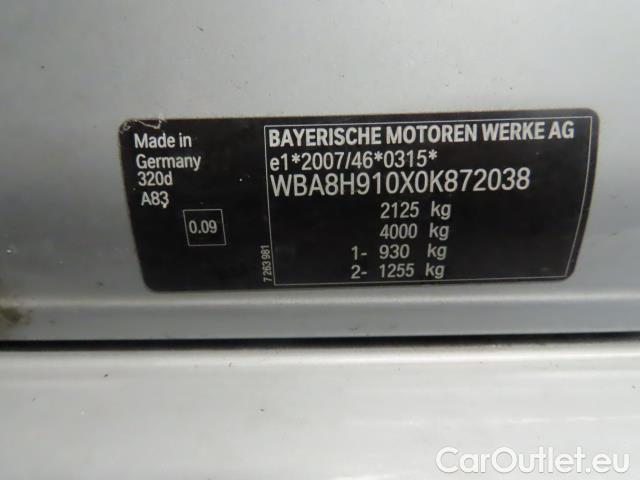 Made in
Germany
320d
A83
0.09
7 263 981
BAYERISCHE MOTOREN WERKE AG
e1*2007/46*0315*
WBA8H910X0K872038
2125 kg
4000 kg
1- 930 kg
2- 1255 kg
CarOutlet.eu